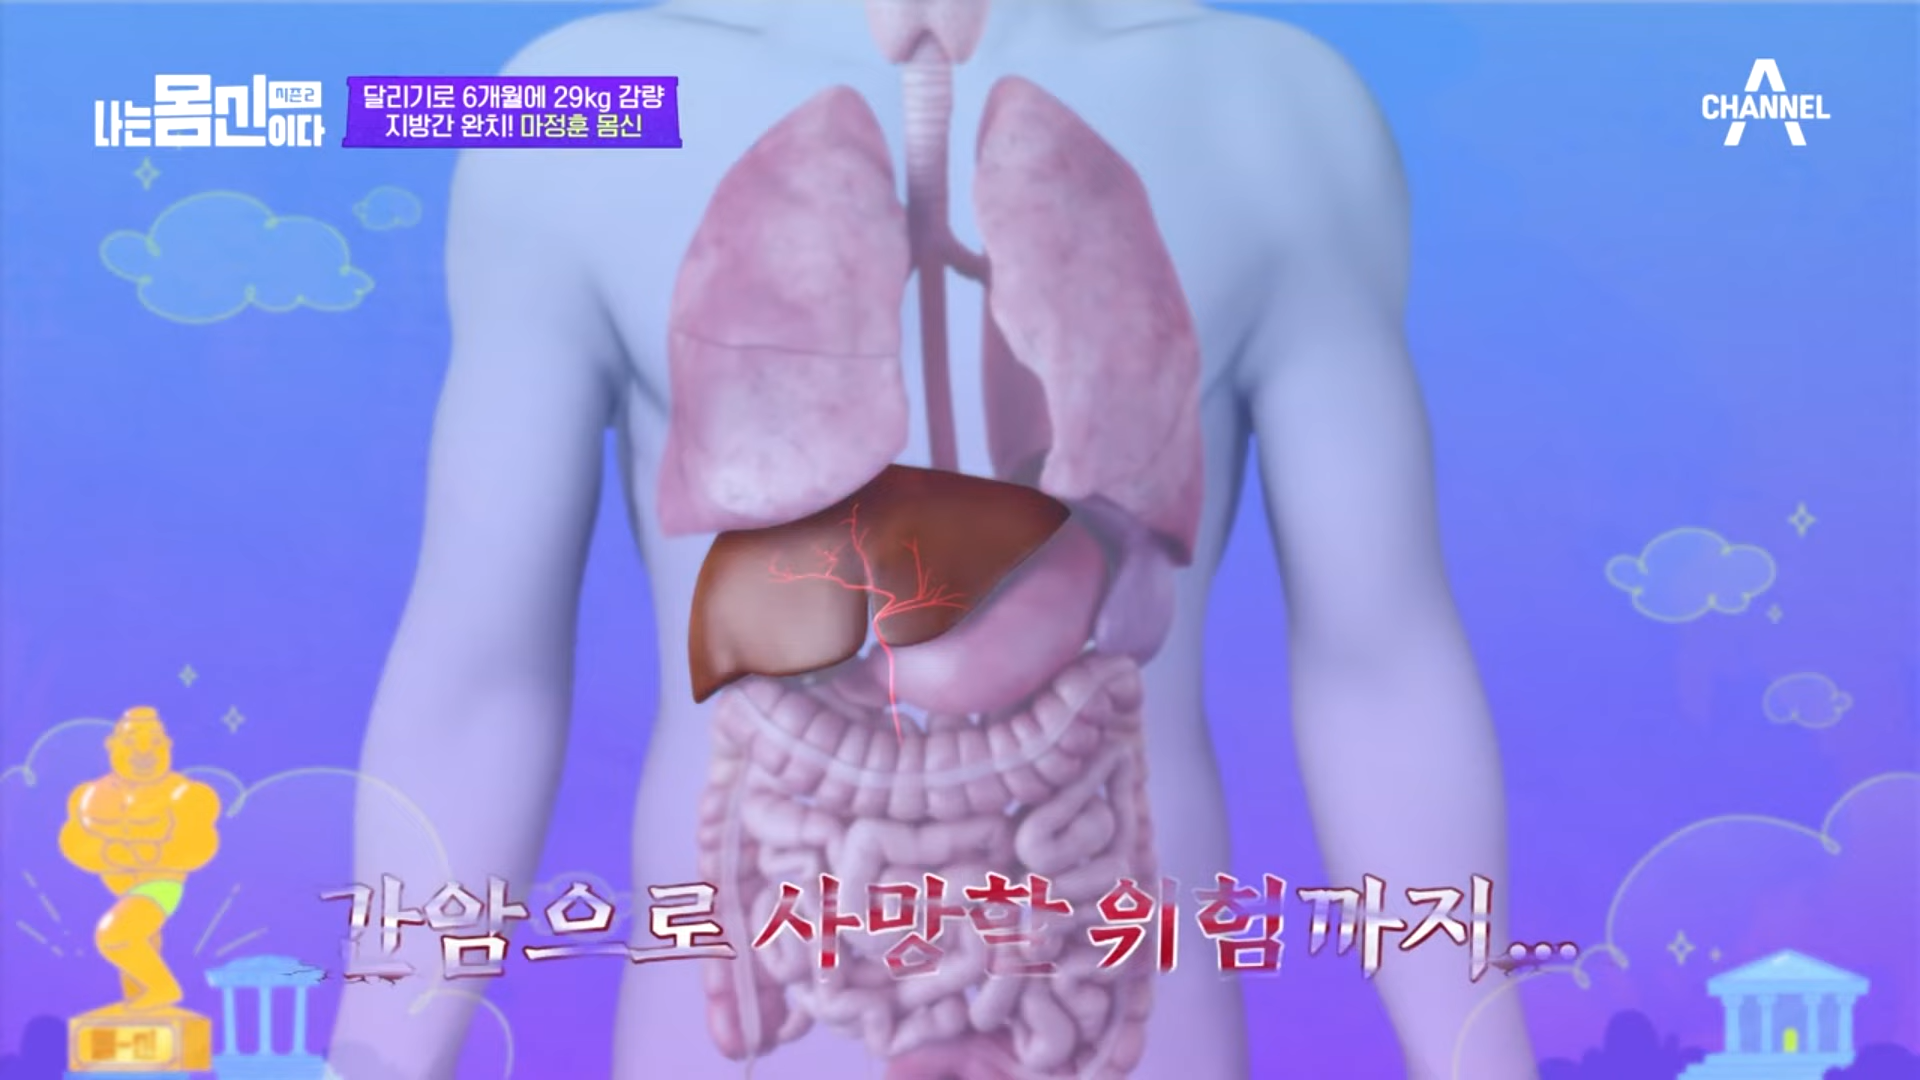 나는몸신이다 시즌2
달리기로 6개월에 29kg 감량
지방간 완치! 마정훈 몸신
CHANNEL A
간암으로 사망할 위험까지...